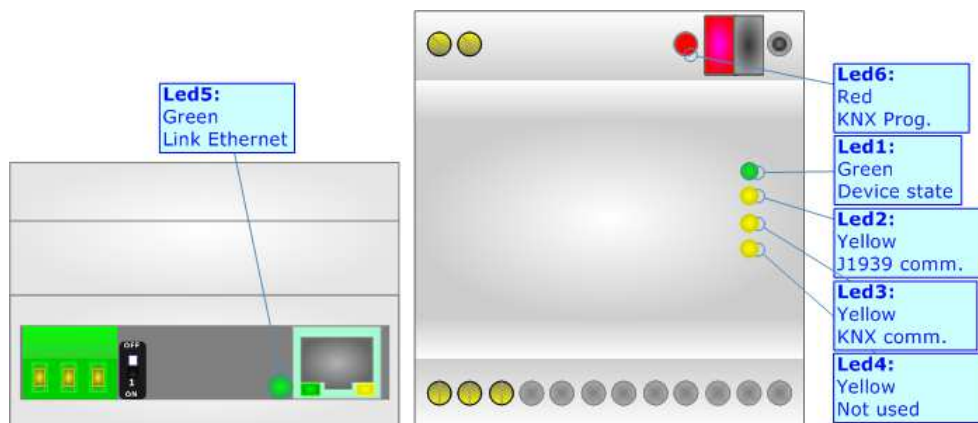 Led5:
Green
Link Ethernet
OFF
1
ON
Led6:
Red
KNX Prog.
Led1:
Green
Device state
Led2:
Yellow
J1939 comm.
Led3:
Yellow
KNX comm.
Led4:
Yellow
Not used